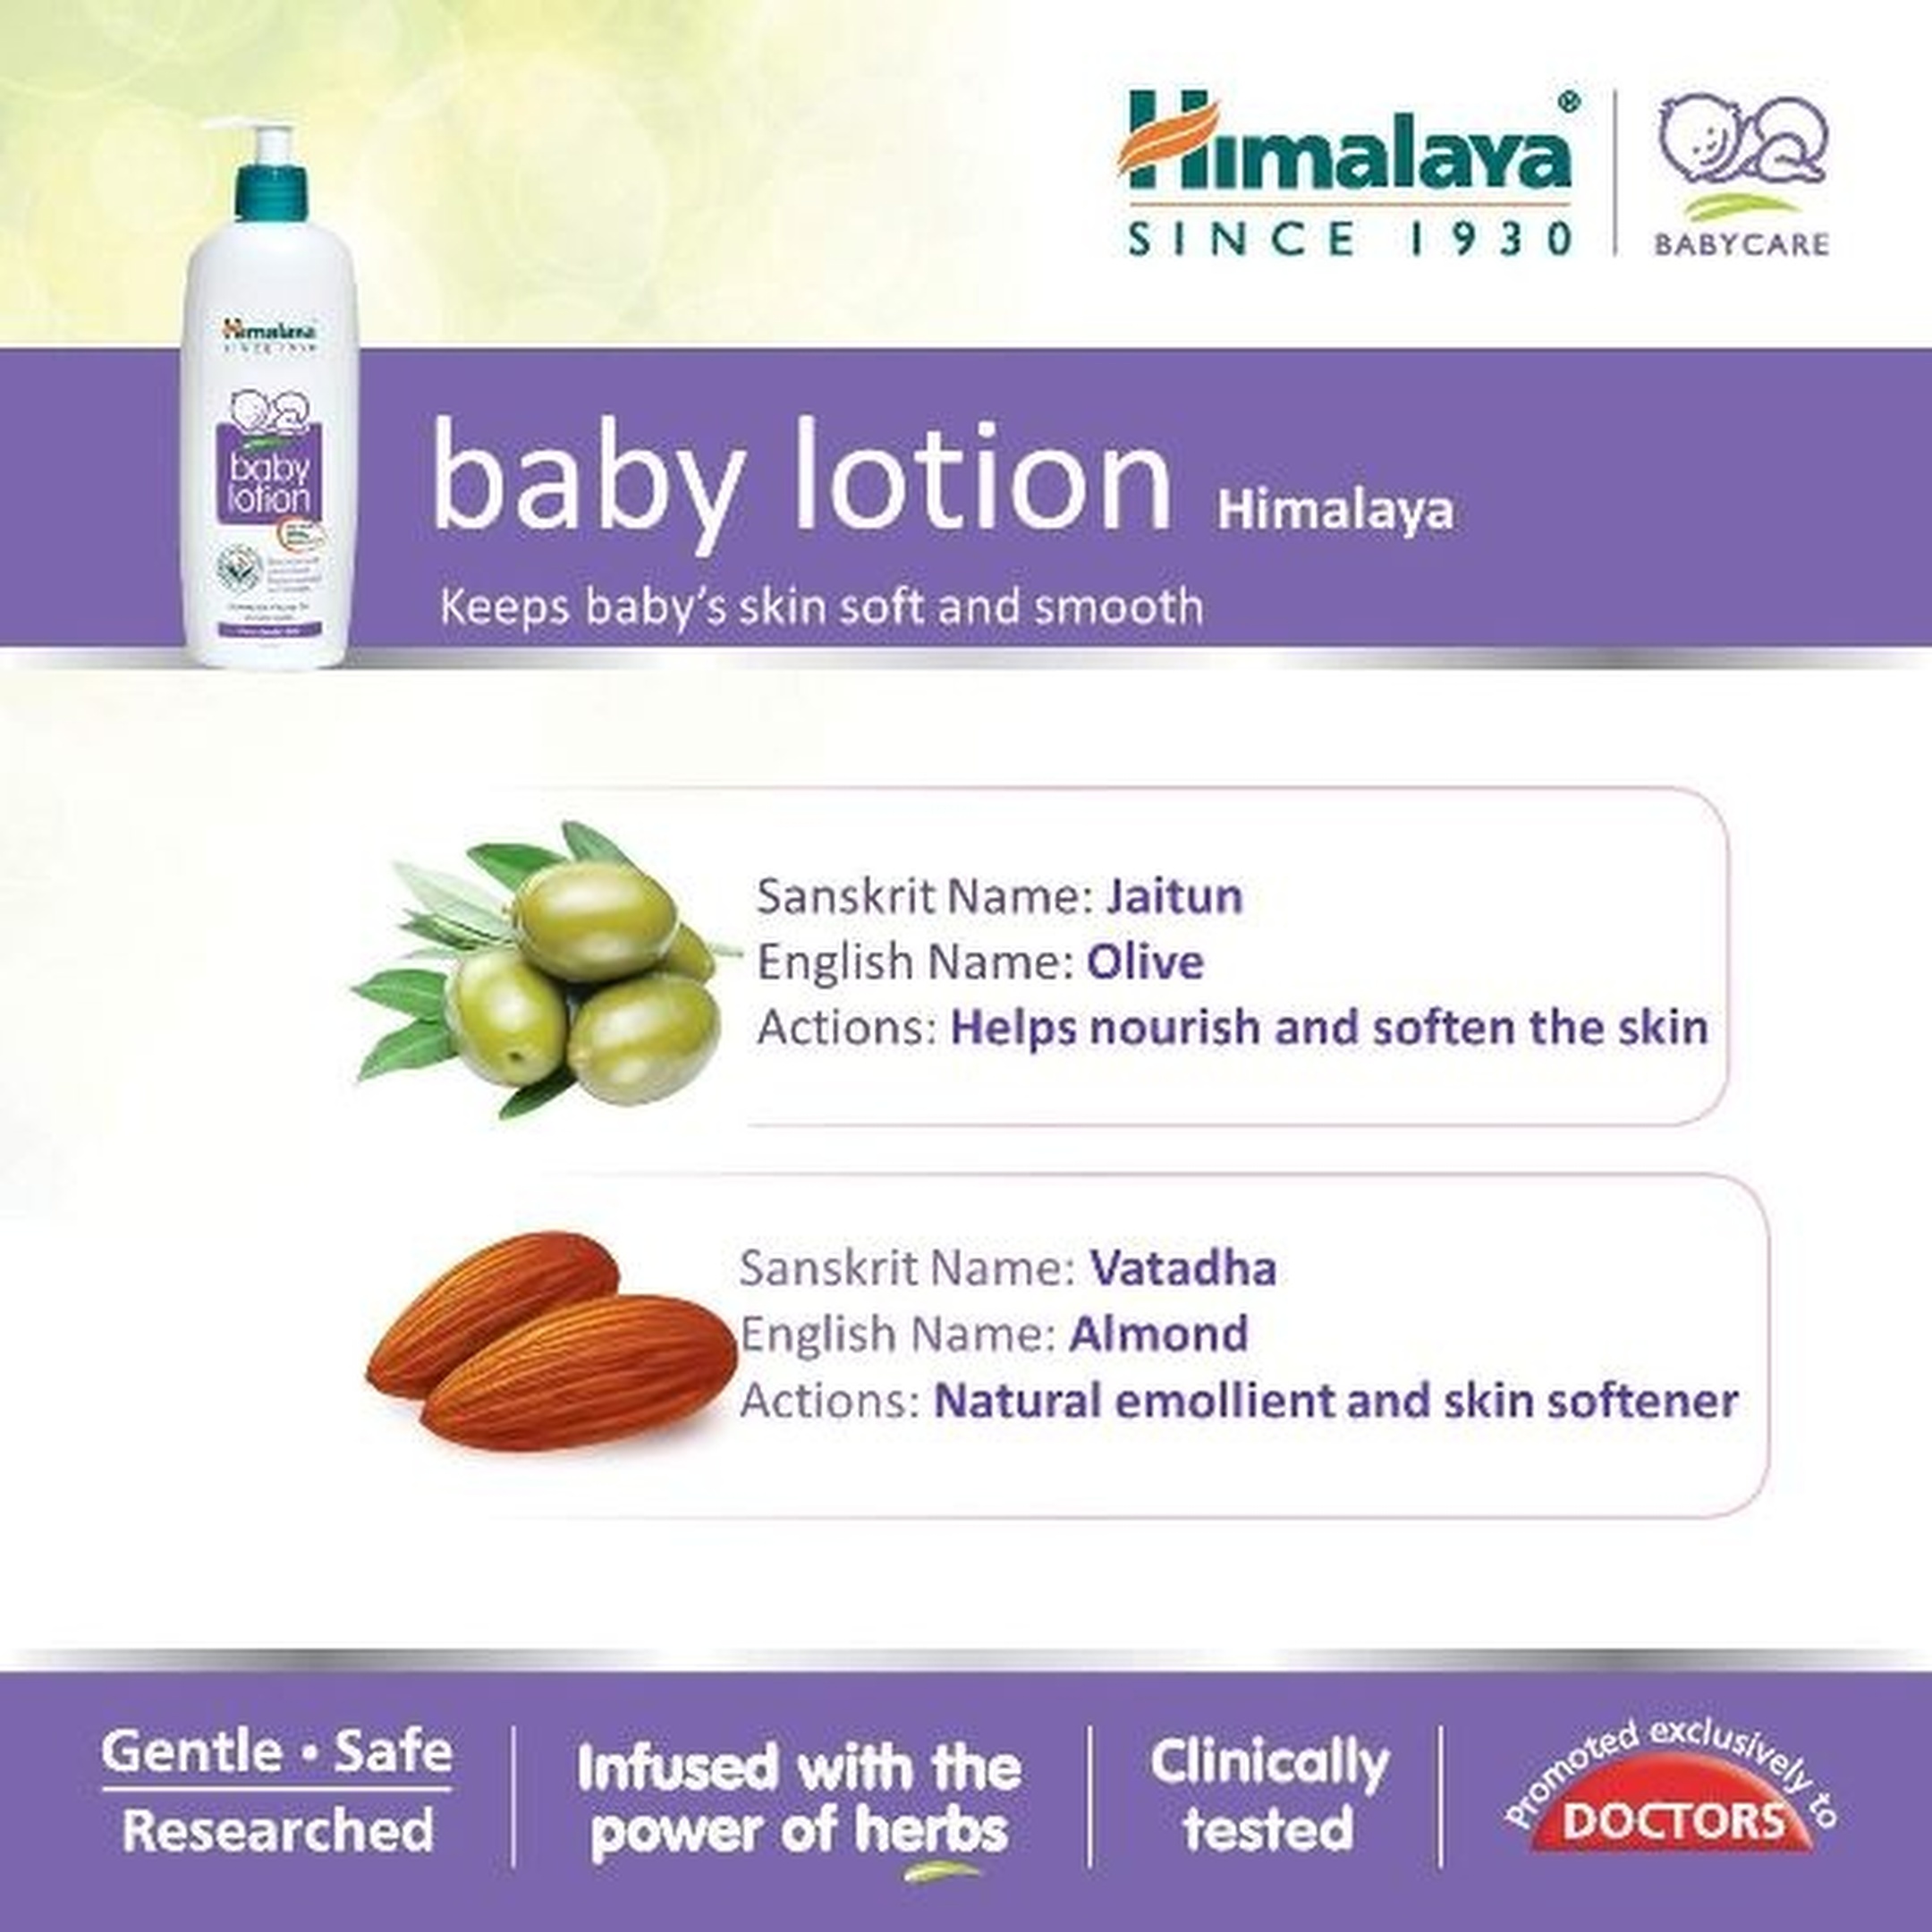 Himalaya®
SINCE 1930
BABYCARE
Himalaya
SINCE 1930
baby
lotion
baby lotion Himalaya
Keeps baby's skin soft and smooth
Sanskrit Name: Jaitun
English Name: Olive
Actions: Helps nourish and soften the skin
Sanskrit Name: Vatadha
English Name: Almond
Actions: Natural emollient and skin softener
Gentle • Safe
Researched
Infused with the
power of herbs
Clinically
tested
Promoted exclusively to
DOCTORS